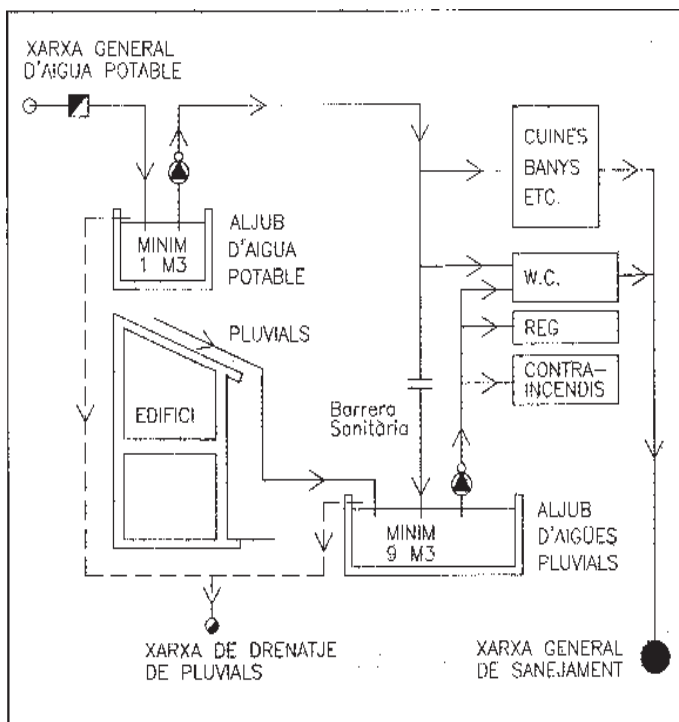 XARXA GENERAL
D'AIGUA POTABLE
CUINES
BANYS
ETC.
MINIM
1 M3
ALJUB
D'AIGUA
POTABLE
W.C.
PLUVIALS
REG
CONTRA-
INCENDIS
EDIFICI
Barrera
Sanitària
MINIM
9 M3
ALJUB
D'AIGÜES
PLUVIALS
XARXA DE DRENATJE
DE PLUVIALS
XARXA GENERAL
DE SANEJAMENT